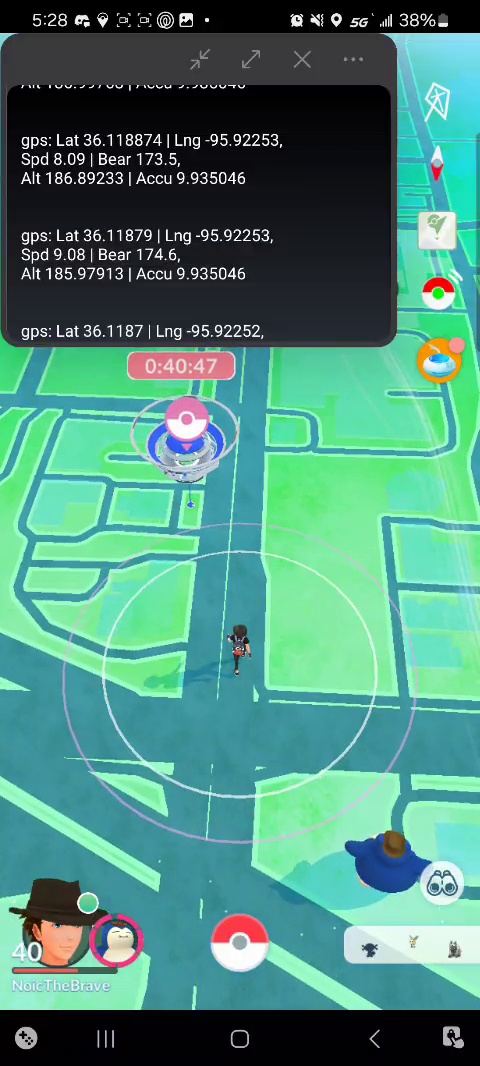 5:28
5G 38%
gps: Lat 36.118874 | Lng -95.92253,
Spd 8.09 | Bear 173.5,
Alt 186.89233 | Accu 9.935046
gps: Lat 36.11879 | Lng -95.92253,
Spd 9.08 | Bear 174.6,
Alt 185.97913 | Accu 9.935046
gps: Lat 36.1187 | Lng -95.92252,
0:40:47
40
NoicTheBrave